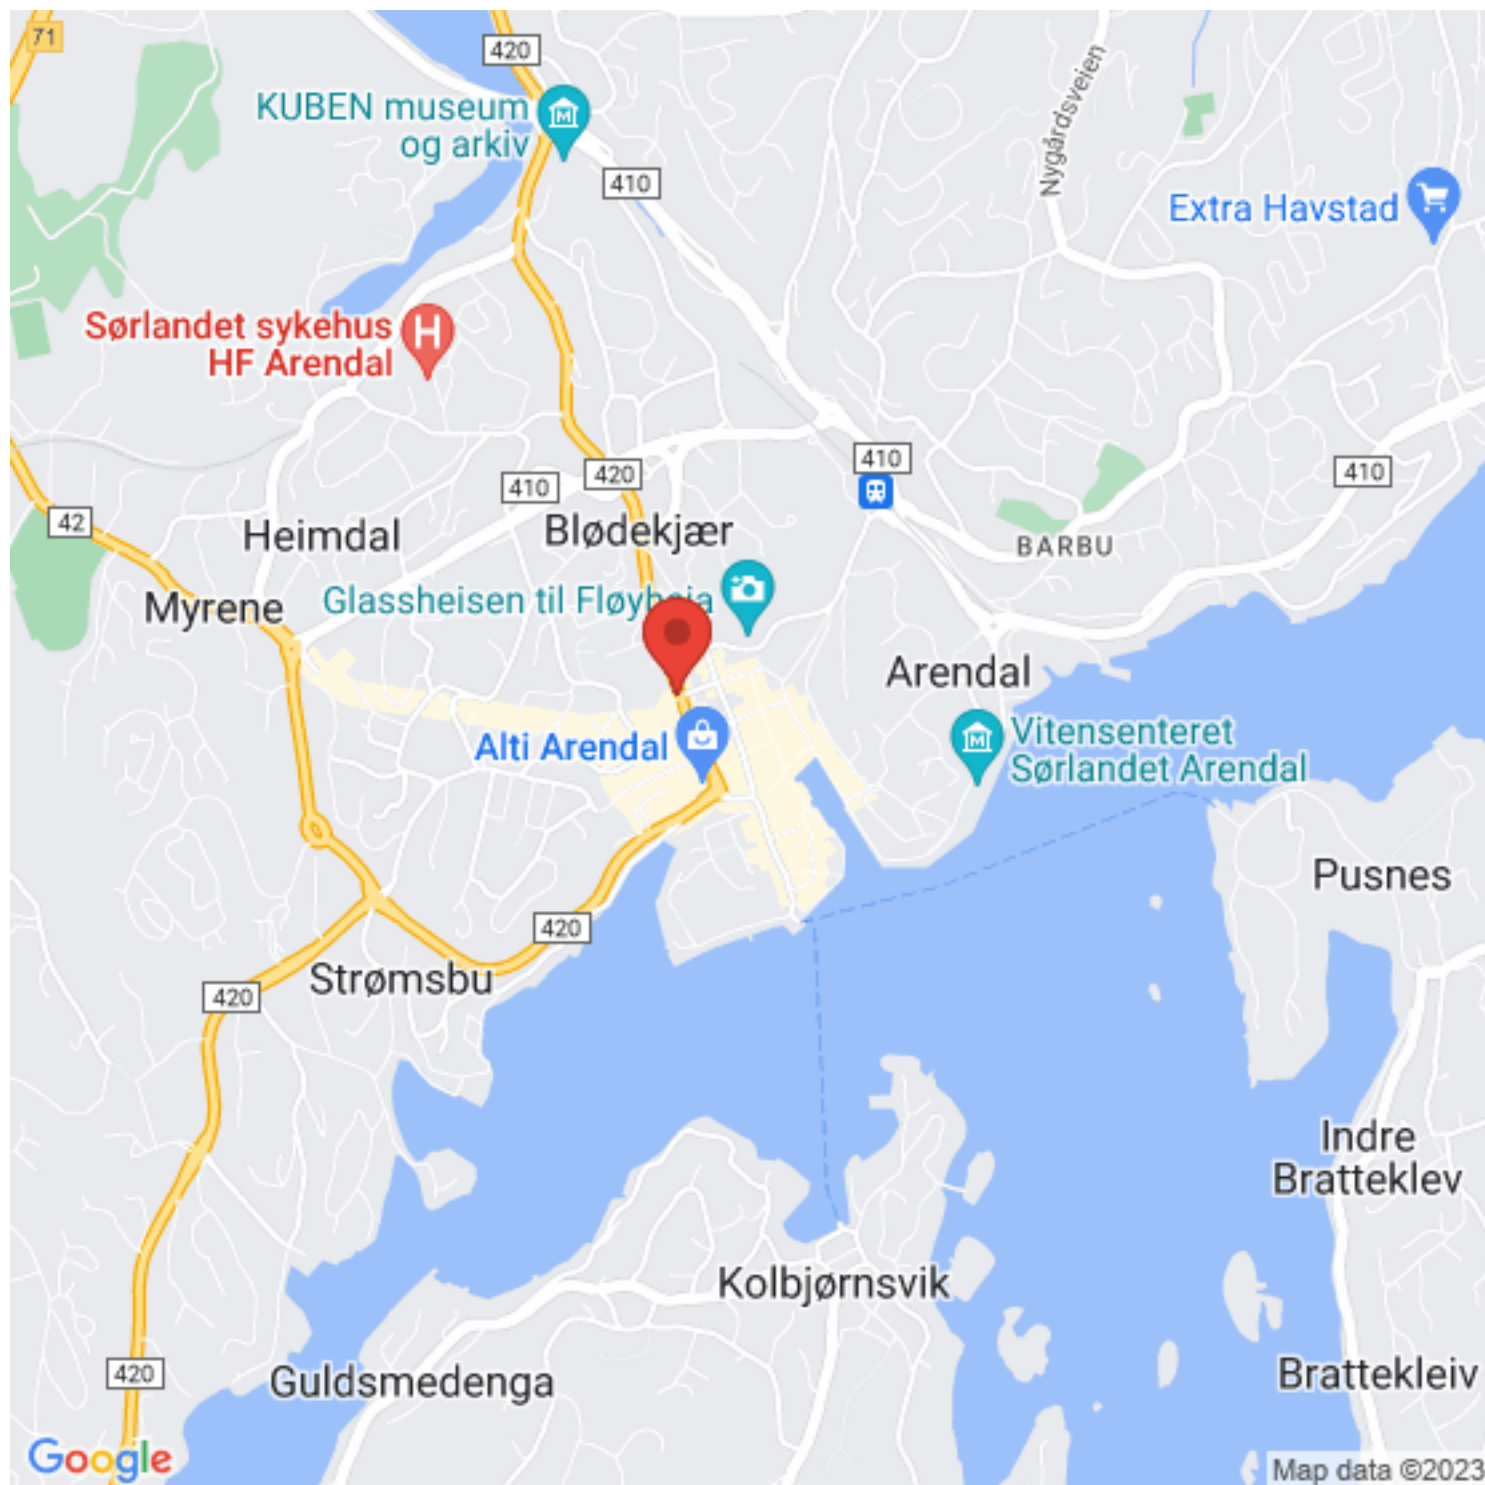 71
420
KUBEN museum
og arkiv
410
Nygårdsveien
Extra Havstad
Sørlandet sykehus
HF Arendal
410
420
410
410
42
Heimdal
Blødekjær
BARBU
Myrene
Glassheisen til Fløyheia
Arendal
Alti Arendal
Vitensenteret
Sørlandet Arendal
Pusnes
420
Strømsbu
420
Indre
Bratteklev
Kolbjørnsvik
420
Guldsmedenga
Brattekleiv
Google
Map data ©2023